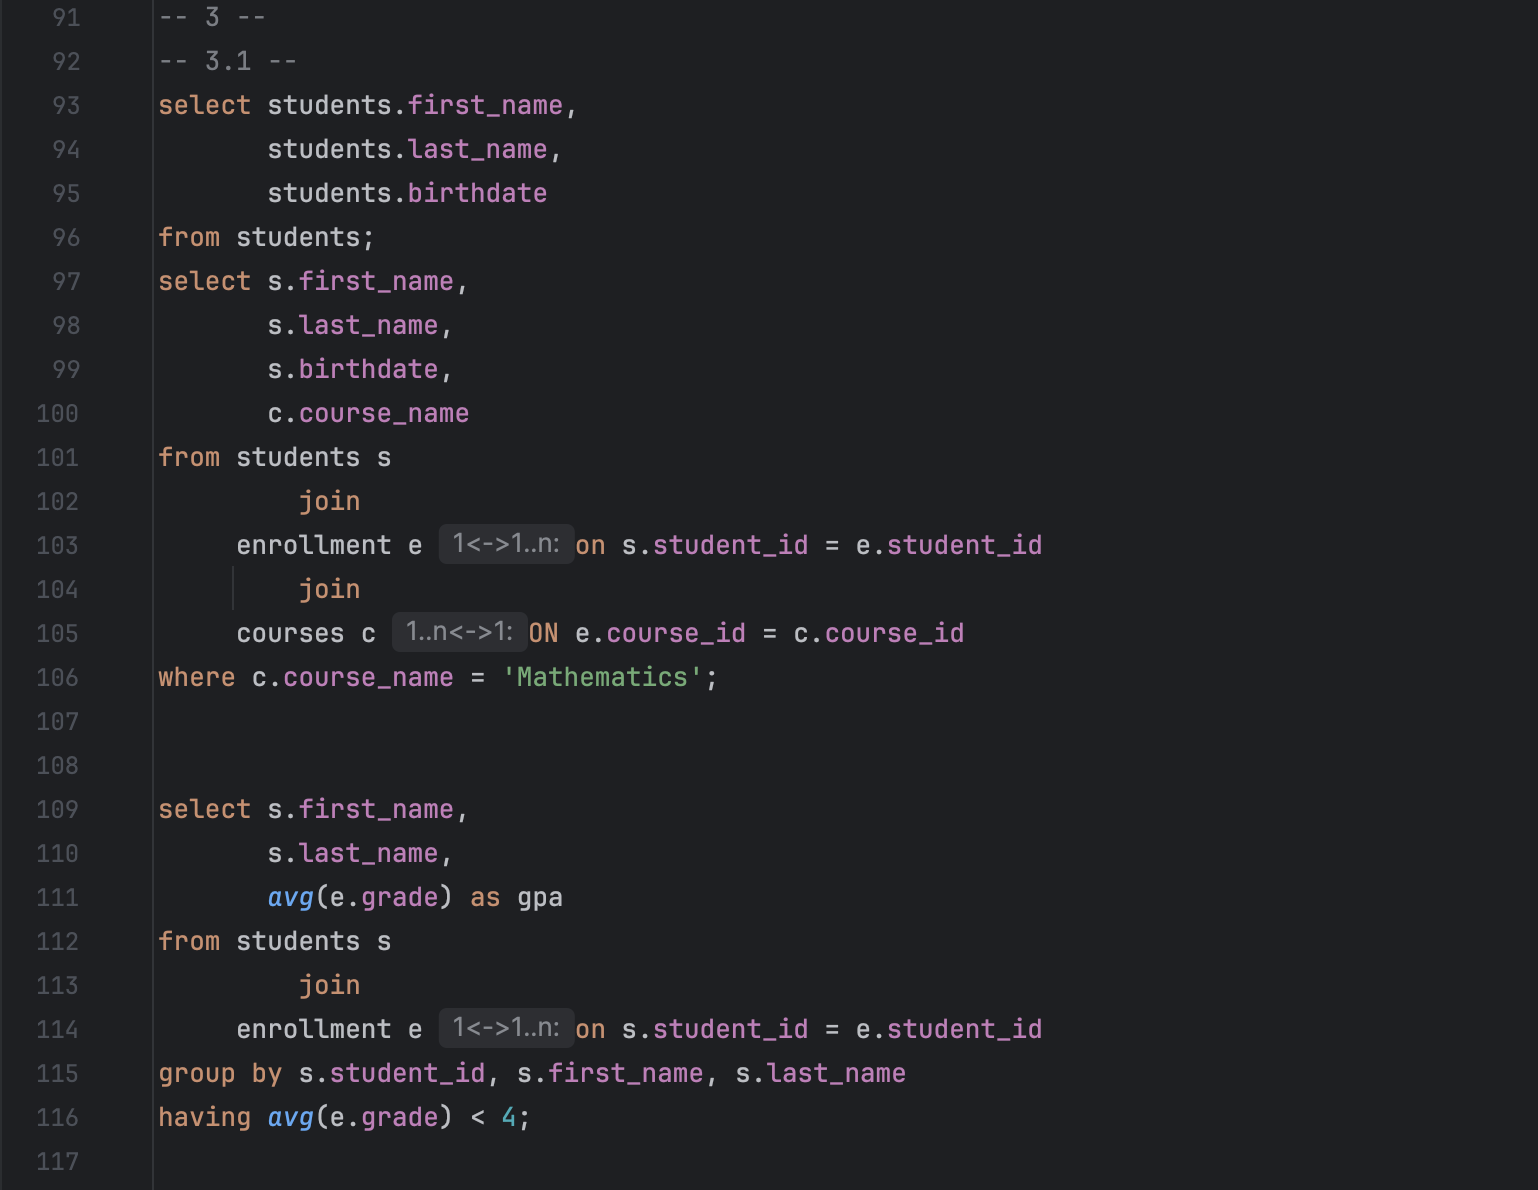 91 -- 3 --
92 -- 3.1 --
93 select students.first_name,
94 students.last_name,
95 students.birthdate
96 from students;
97 select s.first_name,
98 s.last_name,
99 s.birthdate,
100 c.course_name
101 from students s
102 join
103 enrollment e 1<->1..n: on s.student_id = e.student_id
104 join
105 courses c 1..n<->1: ON e.course_id = c.course_id
106 where c.course_name = 'Mathematics';
107
108
109 select s.first_name,
110 s.last_name,
111 avg(e.grade) as gpa
112 from students s
113 join
114 enrollment e 1<->1..n: on s.student_id = e.student_id
115 group by s.student_id, s.first_name, s.last_name
116 having avg(e.grade) < 4;
117